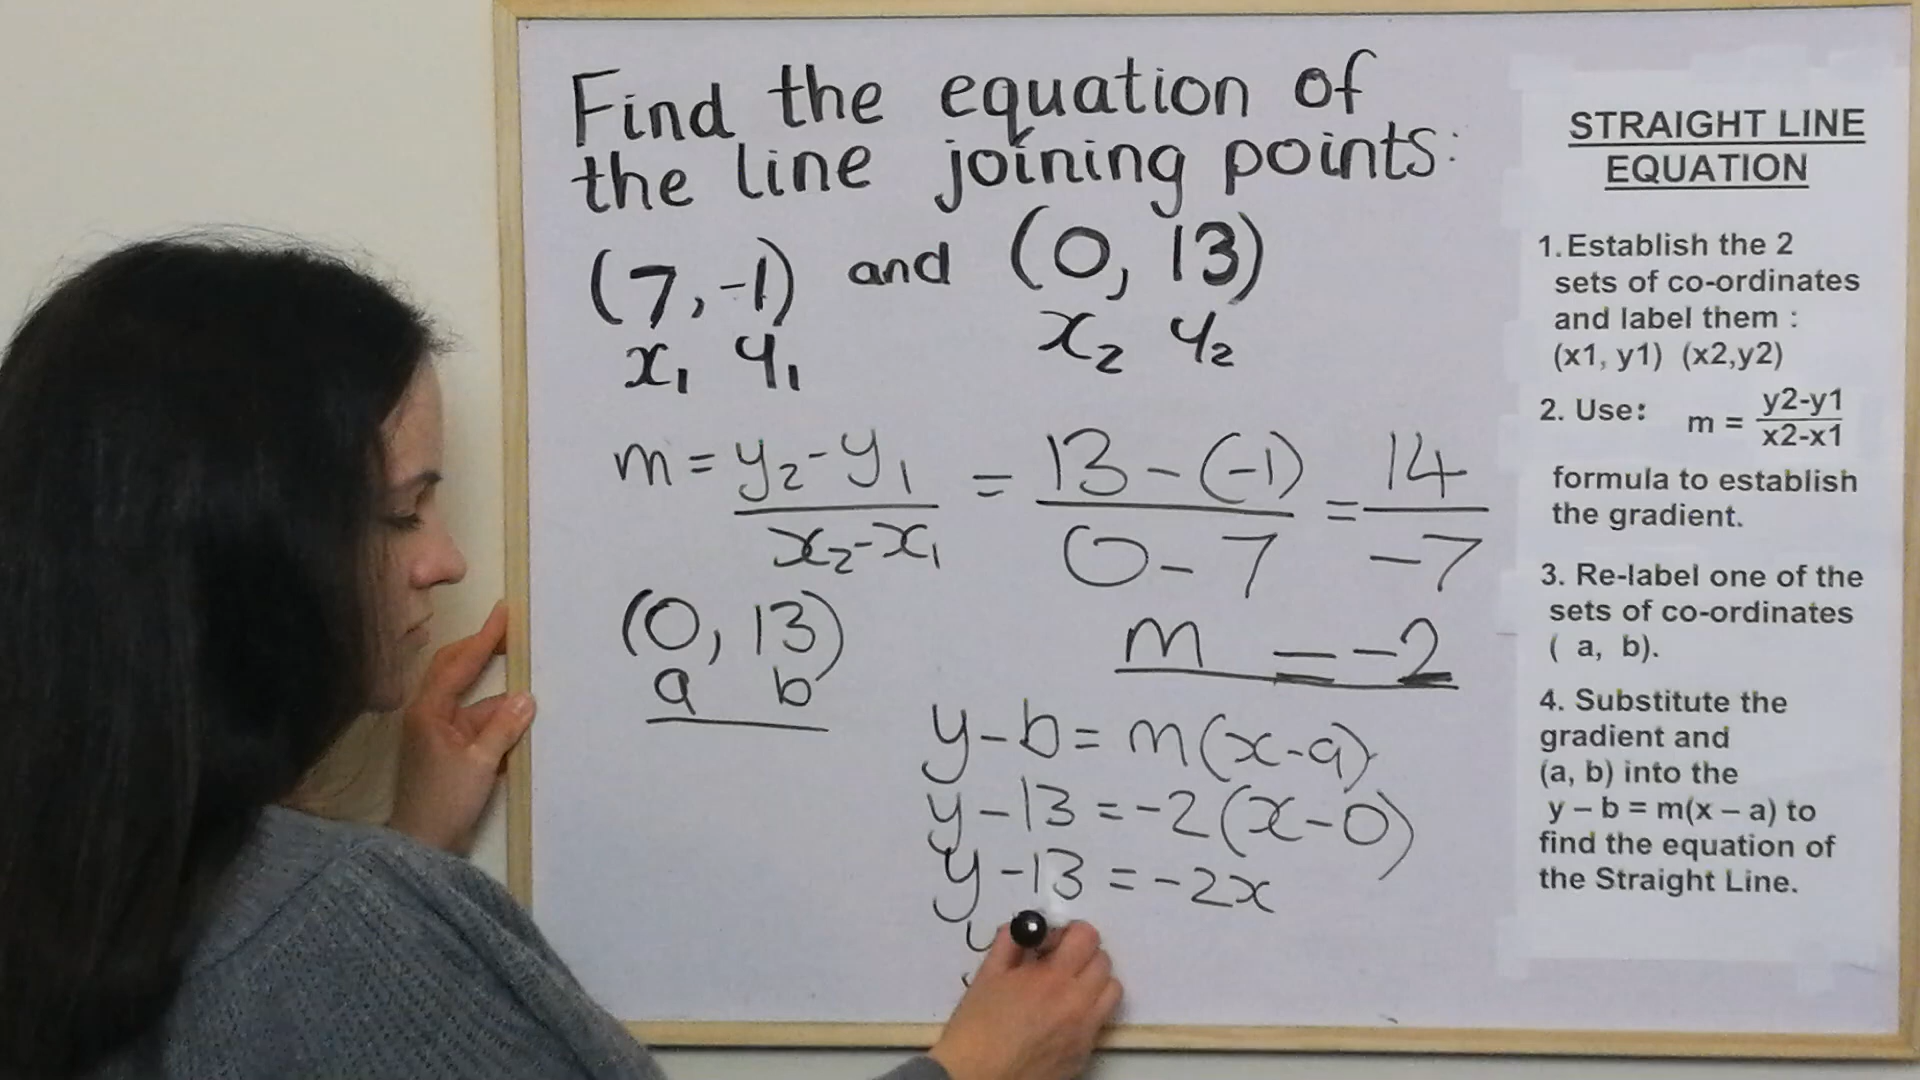 Find the equation of
the line joining points:
(7, -1) and (0, 13)
x₁ y₁ x₂ y₂
m = y₂-y₁ / x₂-x₁ = 13-(-1) / 0-7 = 14 / -7
(0, 13)
a b
m = -2
y-b = m(x-a)
y-13 = -2(x-0)
y-13 = -2x
y
STRAIGHT LINE
EQUATION
1. Establish the 2
sets of co-ordinates
and label them :
(x1, y1) (x2,y2)
2. Use: m = y2-y1 / x2-x1
formula to establish
the gradient.
3. Re-label one of the
sets of co-ordinates
( a, b).
4. Substitute the
gradient and
(a, b) into the
y – b = m(x – a) to
find the equation of
the Straight Line.